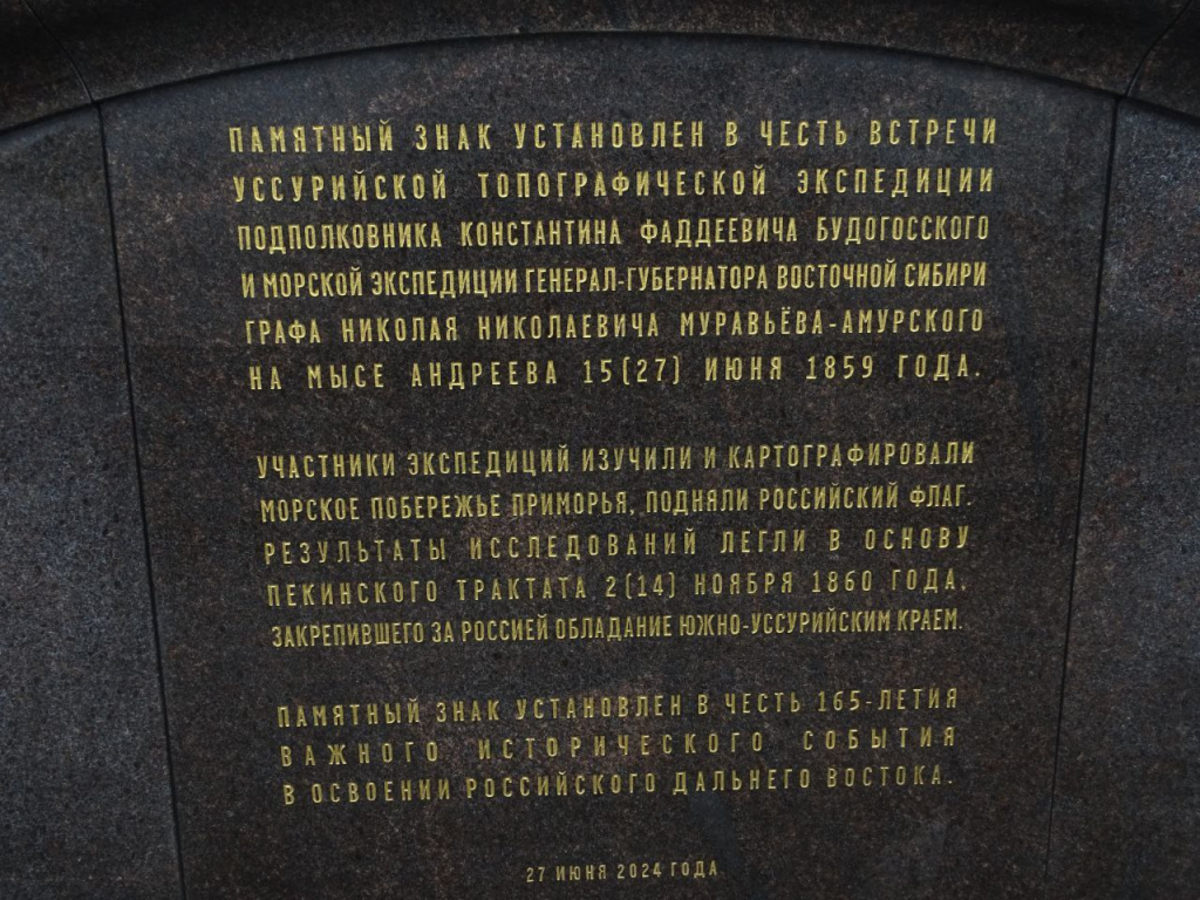 ПАМЯТНЫЙ ЗНАК УСТАНОВЛЕН В ЧЕСТЬ ВСТРЕЧИ
УССУРИЙСКОЙ ТОПОГРАФИЧЕСКОЙ ЭКСПЕДИЦИИ
ПОДПОЛКОВНИКА КОНСТАНТИНА ФАДДЕЕВИЧА БУДОГОССКОГО
И МОРСКОЙ ЭКСПЕДИЦИИ ГЕНЕРАЛ-ГУБЕРНАТОРА ВОСТОЧНОЙ СИБИРИ
ГРАФА НИКОЛАЯ НИКОЛАЕВИЧА МУРАВЬЁВА-АМУРСКОГО
НА МЫСЕ АНДРЕЕВА 15(27) ИЮНЯ 1859 ГОДА.
УЧАСТНИКИ ЭКСПЕДИЦИЙ ИЗУЧИЛИ И КАРТОГРАФИРОВАЛИ
МОРСКОЕ ПОБЕРЕЖЬЕ ПРИМОРЬЯ, ПОДНЯЛИ РОССИЙСКИЙ ФЛАГ.
РЕЗУЛЬТАТЫ ИССЛЕДОВАНИЙ ЛЕГЛИ В ОСНОВУ
ПЕКИНСКОГО ТРАКТАТА 2(14) НОЯБРЯ 1860 ГОДА,
ЗАКРЕПИВШЕГО ЗА РОССИЕЙ ОБЛАДАНИЕ ЮЖНО-УССУРИЙСКИМ КРАЕМ.
ПАМЯТНЫЙ ЗНАК УСТАНОВЛЕН В ЧЕСТЬ 165-ЛЕТИЯ
ВАЖНОГО ИСТОРИЧЕСКОГО СОБЫТИЯ
В ОСВОЕНИИ РОССИЙСКОГО ДАЛЬНЕГО ВОСТОКА.
27 ИЮНЯ 2024 ГОДА